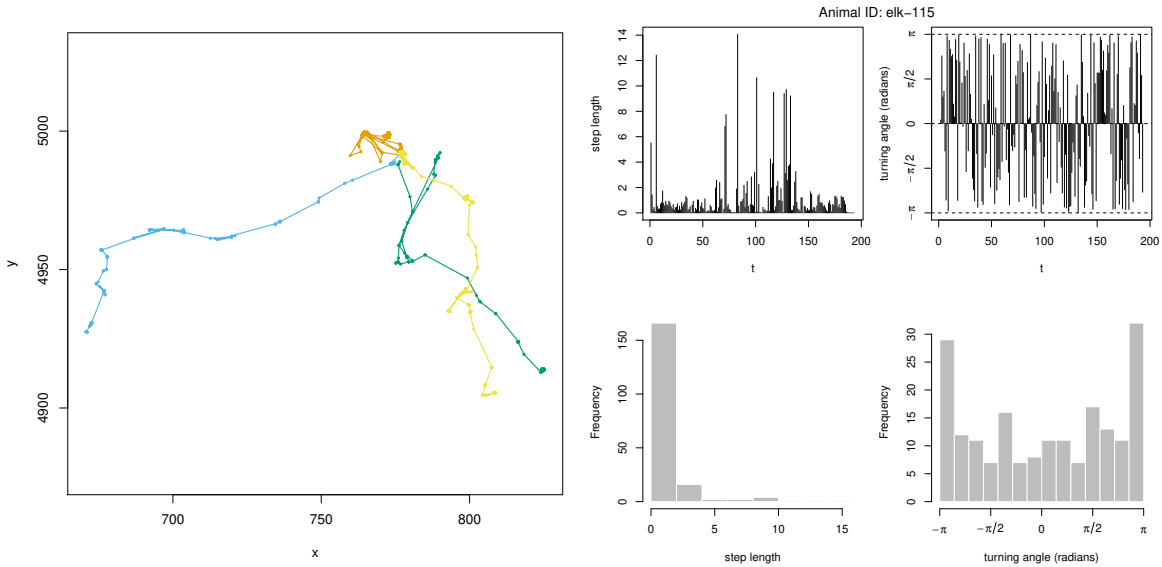 Animal ID: elk−115
5000
4950
4900
y
700
750
800
x
14
12
10
8
6
4
2
0
step length
0
50
100
150
200
t
π
π/2
0
−π/2
−π
turning angle (radians)
0
50
100
150
200
t
150
100
50
0
Frequency
0
5
10
15
step length
30
25
20
15
10
5
0
Frequency
−π
−π/2
0
π/2
π
turning angle (radians)